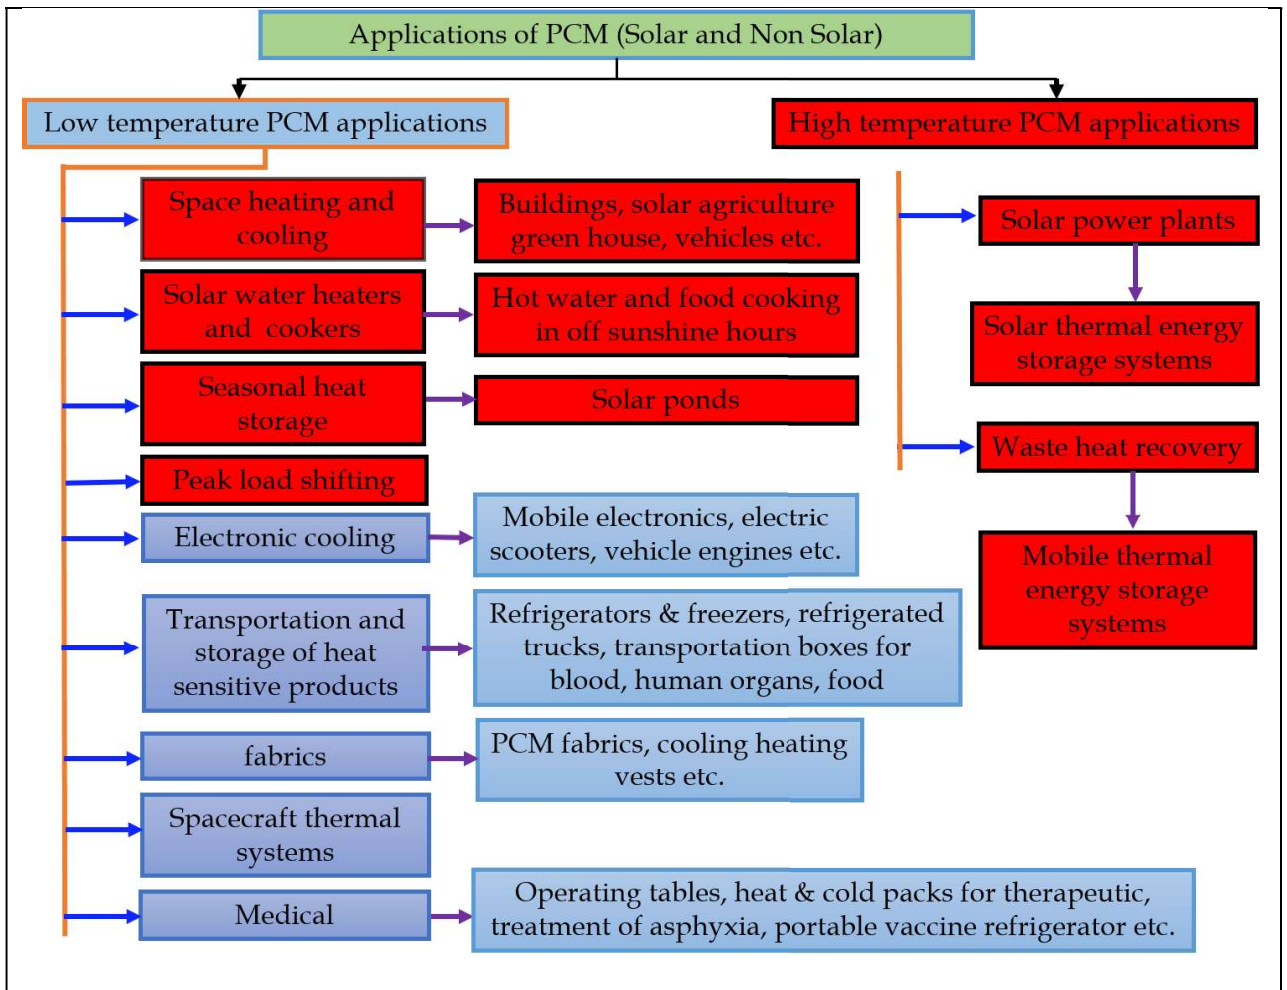 Applications of PCM (Solar and Non Solar)
Low temperature PCM applications
High temperature PCM applications
Space heating and
cooling
Buildings, solar agriculture
green house, vehicles etc.
Solar water heaters
and cookers
Hot water and food cooking
in off sunshine hours
Seasonal heat
storage
Solar ponds
Peak load shifting
Electronic cooling
Mobile electronics, electric
scooters, vehicle engines etc.
Transportation and
storage of heat
sensitive products
Refrigerators & freezers, refrigerated
trucks, transportation boxes for
blood, human organs, food
fabrics
PCM fabrics, cooling heating
vests etc.
Spacecraft thermal
systems
Medical
Operating tables, heat & cold packs for therapeutic,
treatment of asphyxia, portable vaccine refrigerator etc.
Solar power plants
Solar thermal energy
storage systems
Waste heat recovery
Mobile thermal
energy storage
systems